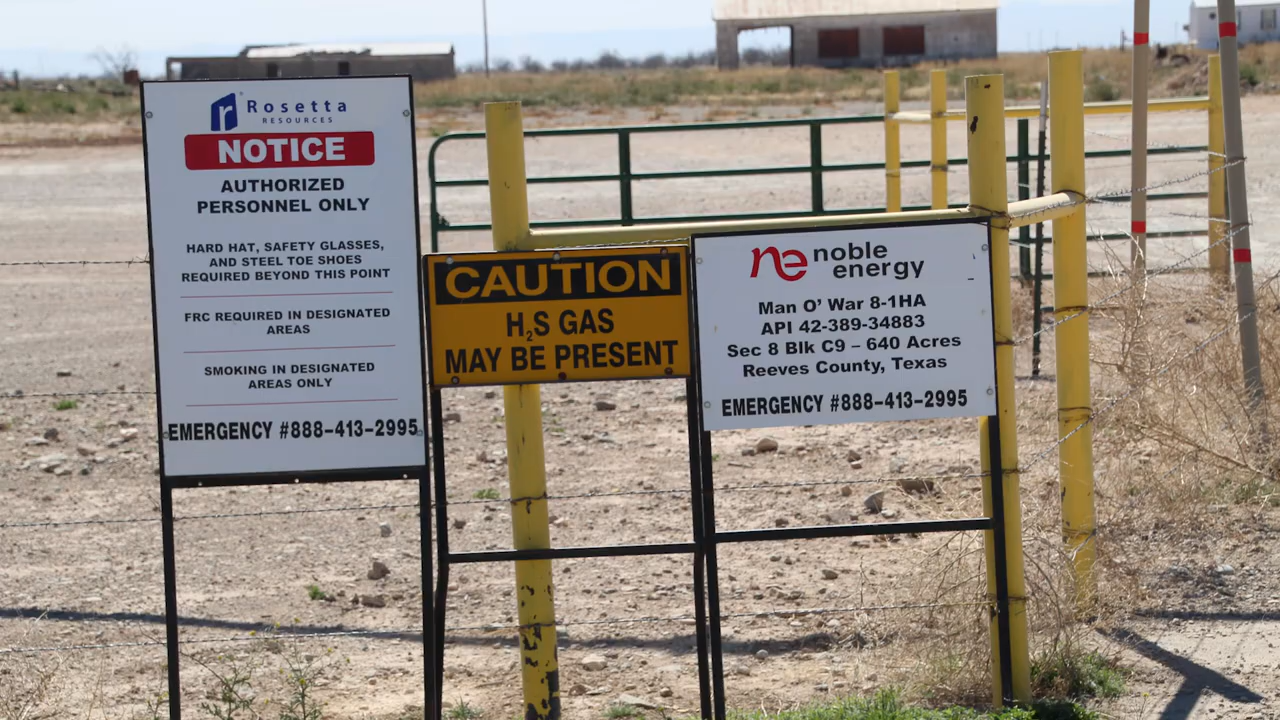 Rosetta
RESOURCES
NOTICE
AUTHORIZED
PERSONNEL ONLY
HARD HAT, SAFETY GLASSES,
AND STEEL TOE SHOES
REQUIRED BEYOND THIS POINT
FRC REQUIRED IN DESIGNATED
AREAS
SMOKING IN DESIGNATED
AREAS ONLY
EMERGENCY #888-413-2995
CAUTION
H₂S GAS
MAY BE PRESENT
ne noble
energy
Man O' War 8-1HA
API 42-389-34883
Sec 8 Blk C9 – 640 Acres
Reeves County, Texas
EMERGENCY #888-413-2995